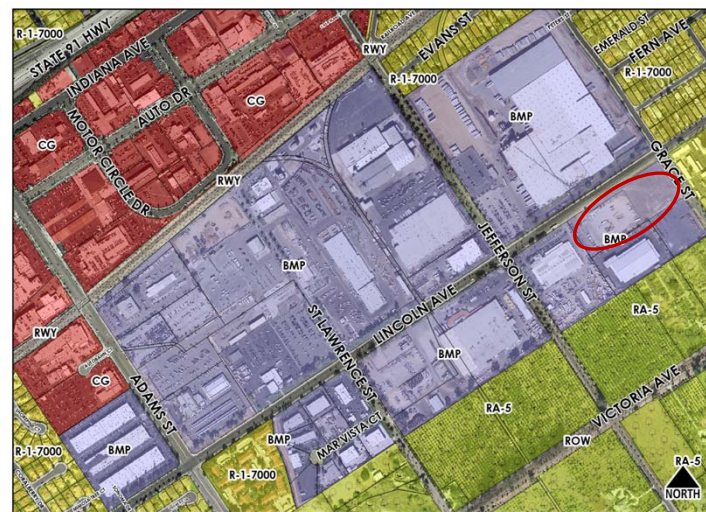 R-1-7000
STATE 91 HWY
INDIANA AVE
AUTO DR
MOTOR CIRCLE DR
CG
CG
RWY
EVANS ST
R-1-7000
EMERALD ST
FERN AVE
R-1-7000
BMP
GRACE ST
RWY
BMP
JEFFERSON ST
BMP
LINCOLN AVE
ST LAWRENCE ST
RWY
CG
ADAMS ST
BMP
RA-5
VICTORIA AVE
RA-5
ROW
R-1-7000
BMP
R-1-7000
BMP
MAR VISTA CT
RA-5
NORTH